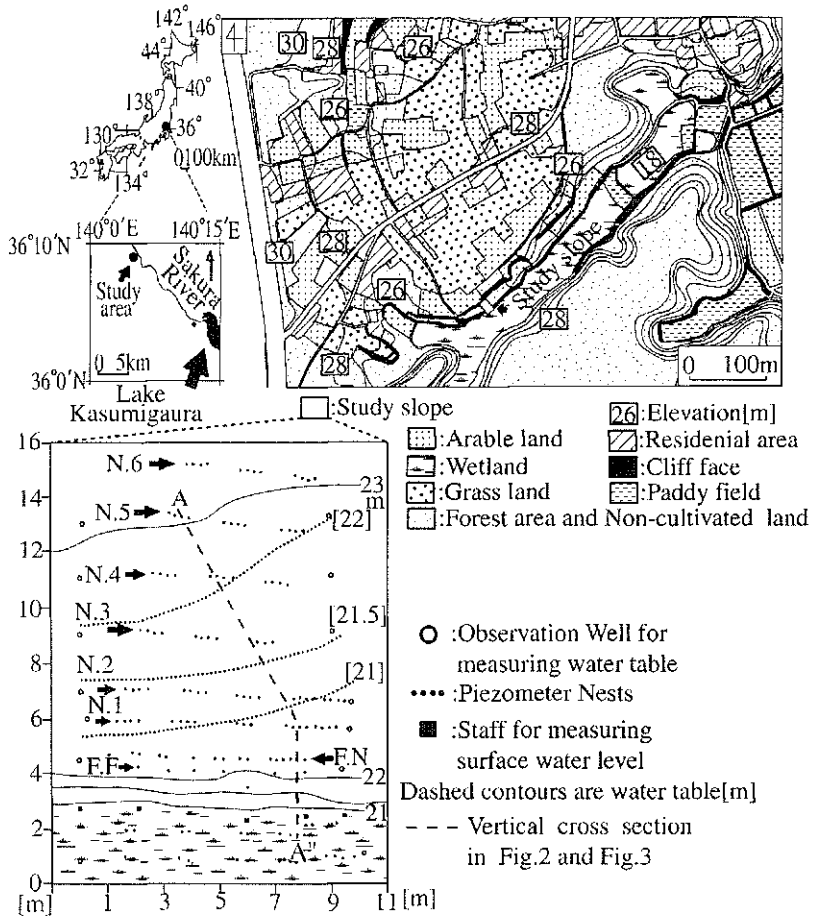 142° 146°
44°
40°
138
130°
36°
32°
134°
0100km
140°0'E 140°15'E
36°10'N
Sakura River
Study area
0 5km
36°0'N
Lake Kasumigaura
4
30
28
26
26
28
26
18
30
28
26
Study Slope
28
28
0 100m
:Study slope
26:Elevation[m]
:Arable land
:Residenial area
:Wetland
:Cliff face
:Grass land
:Paddy field
:Forest area and Non-cultivated land
16
N.6
14
A
23 m
N.5
[22]
12
N.4
10
N.3
[21.5]
8
N.2
[21]
N.1
6
F.F
F.N
4
22
21
2
A"
0
[m] 1 3 5 7 9 11 [m]
:Observation Well for
measuring water table
:Piezometer Nests
:Staff for measuring
surface water level
Dashed contours are water table[m]
--- Vertical cross section
in Fig.2 and Fig.3